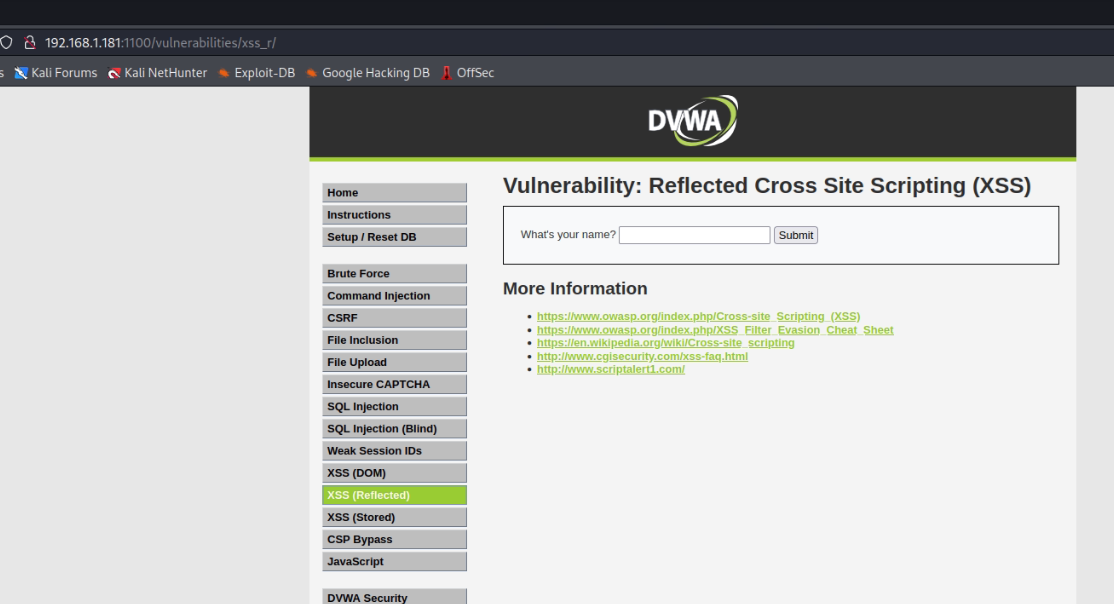 192.168.1.181:1100/vulnerabilities/xss_r/
s Kali Forums Kali NetHunter Exploit-DB Google Hacking DB OffSec
DVWA
Home
Instructions
Setup / Reset DB
Brute Force
Command Injection
CSRF
File Inclusion
File Upload
Insecure CAPTCHA
SQL Injection
SQL Injection (Blind)
Weak Session IDs
XSS (DOM)
XSS (Reflected)
XSS (Stored)
CSP Bypass
JavaScript
DVWA Security
Vulnerability: Reflected Cross Site Scripting (XSS)
What's your name? Submit
More Information
https://www.owasp.org/index.php/Cross-site_Scripting_(XSS)
https://www.owasp.org/index.php/XSS_Filter_Evasion_Cheat_Sheet
https://en.wikipedia.org/wiki/Cross-site_scripting
http://www.cgisecurity.com/xss-faq.html
http://www.scriptalert1.com/